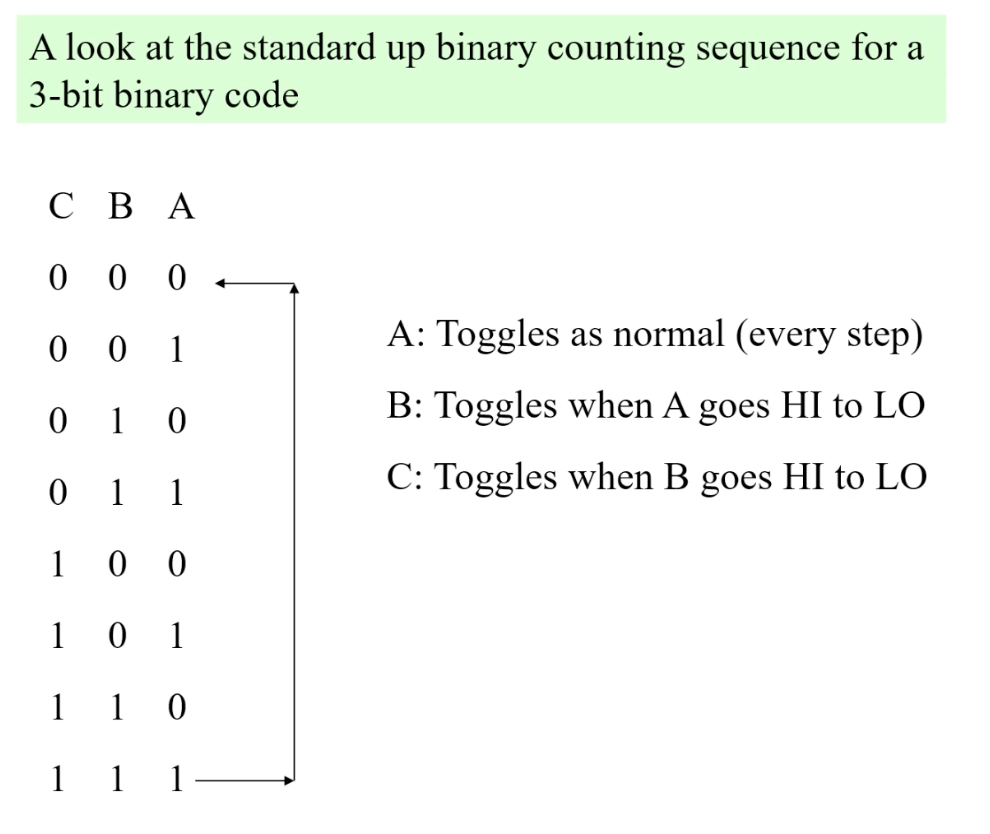 A look at the standard up binary counting sequence for a
3-bit binary code
C B A
0 0 0
0 0 1
0 1 0
0 1 1
1 0 0
1 0 1
1 1 0
1 1 1
A: Toggles as normal (every step)
B: Toggles when A goes HI to LO
C: Toggles when B goes HI to LO